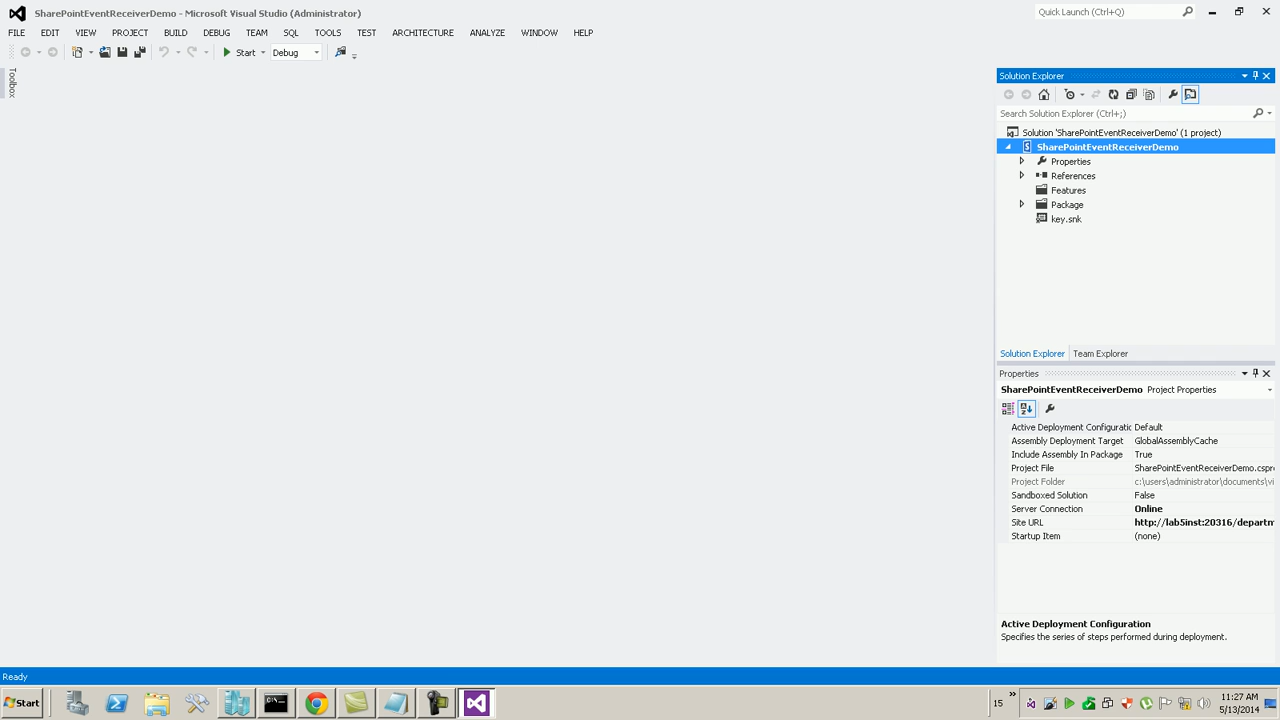 SharePointEventReceiverDemo - Microsoft Visual Studio (Administrator)
Quick Launch (Ctrl+Q)
FILE EDIT VIEW PROJECT BUILD DEBUG TEAM SQL TOOLS TEST ARCHITECTURE ANALYZE WINDOW HELP
Start Debug
Toolbox
Solution Explorer
Search Solution Explorer (Ctrl+;)
Solution 'SharePointEventReceiverDemo' (1 project)
SharePointEventReceiverDemo
Properties
References
Features
Package
key.snk
Solution Explorer Team Explorer
Properties
SharePointEventReceiverDemo Project Properties
Active Deployment Configuratic Default
Assembly Deployment Target GlobalAssemblyCache
Include Assembly In Package True
Project File SharePointEventReceiverDemo.cspro
Project Folder c:\users\administrator\documents\vi
Sandboxed Solution False
Server Connection Online
Site URL http://lab5inst:20316/departm
Startup Item (none)
Active Deployment Configuration
Specifies the series of steps performed during deployment.
Ready
Start
15
11:27 AM
5/13/2014